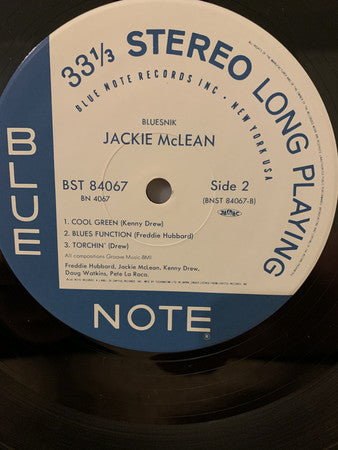 33 1/3 STEREO LONG PLAYING
BLUE NOTE RECORDS INC • NEW YORK USA
BLUESNIK
JACKIE McLEAN
BST 84067
Side 2
BN 4067
(BNST 84067-B)
1. COOL GREEN (Kenny Drew)
2. BLUES FUNCTION (Freddie Hubbard)
3. TORCHIN' (Drew)
All compositions Groove Music-BMI
Freddie Hubbard, Jackie McLean, Kenny Drew,
Doug Watkins, Pete La Roca.
BLUE
NOTE